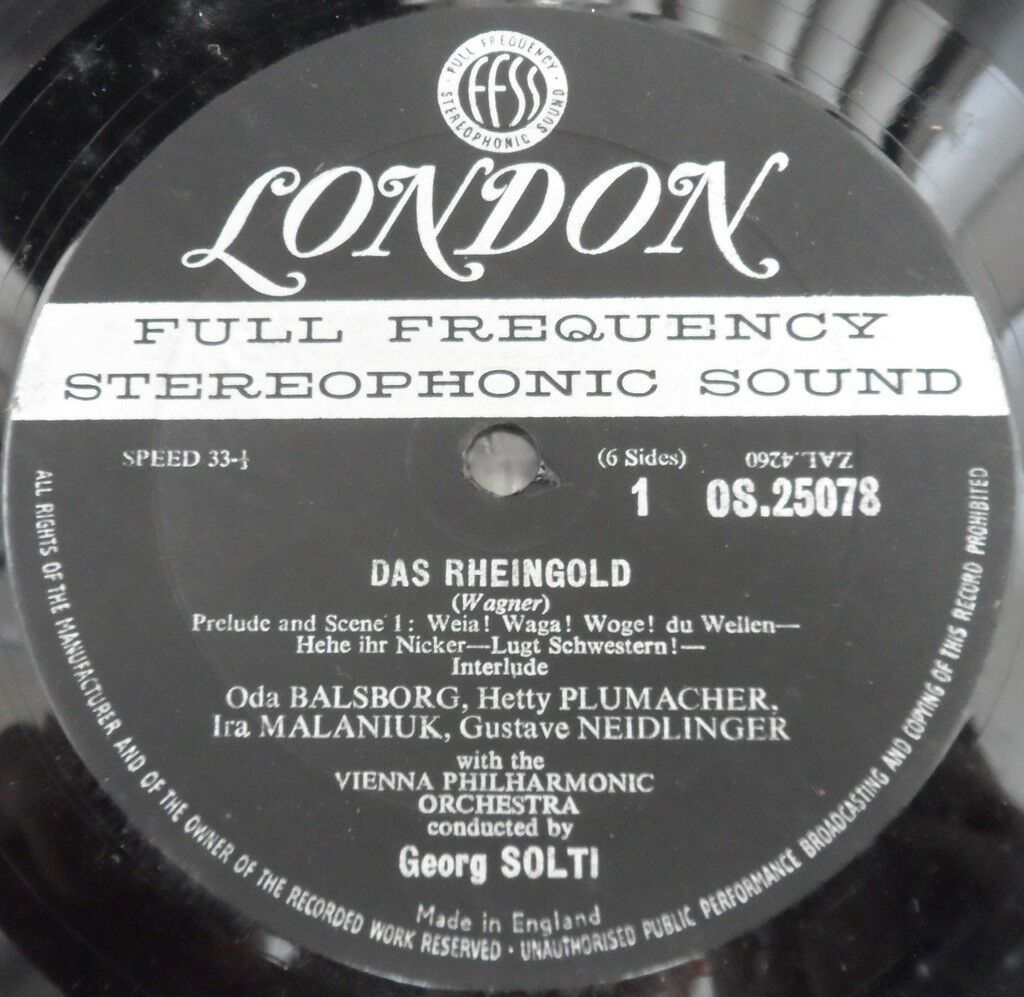 FULL FREQUENCY · STEREOPHONIC SOUND ·
FFSS
LONDON
FULL FREQUENCY
STEREOPHONIC SOUND
SPEED 33-⅓
(6 Sides)
ZAL.4260
1 OS.25078
DAS RHEINGOLD
(Wagner)
Prelude and Scene 1: Weia! Waga! Woge! du Wellen—
Hehe ihr Nicker—Lugt Schwestern!—
Interlude
Oda BALSBORG, Hetty PLUMACHER,
Ira MALANIUK, Gustave NEIDLINGER
with the
VIENNA PHILHARMONIC
ORCHESTRA
conducted by
Georg SOLTI
Made in England
ALL RIGHTS OF THE MANUFACTURER AND OF THE OWNER OF THE RECORDED WORK RESERVED · UNAUTHORISED PUBLIC PERFORMANCE BROADCASTING AND COPYING OF THIS RECORD PROHIBITED